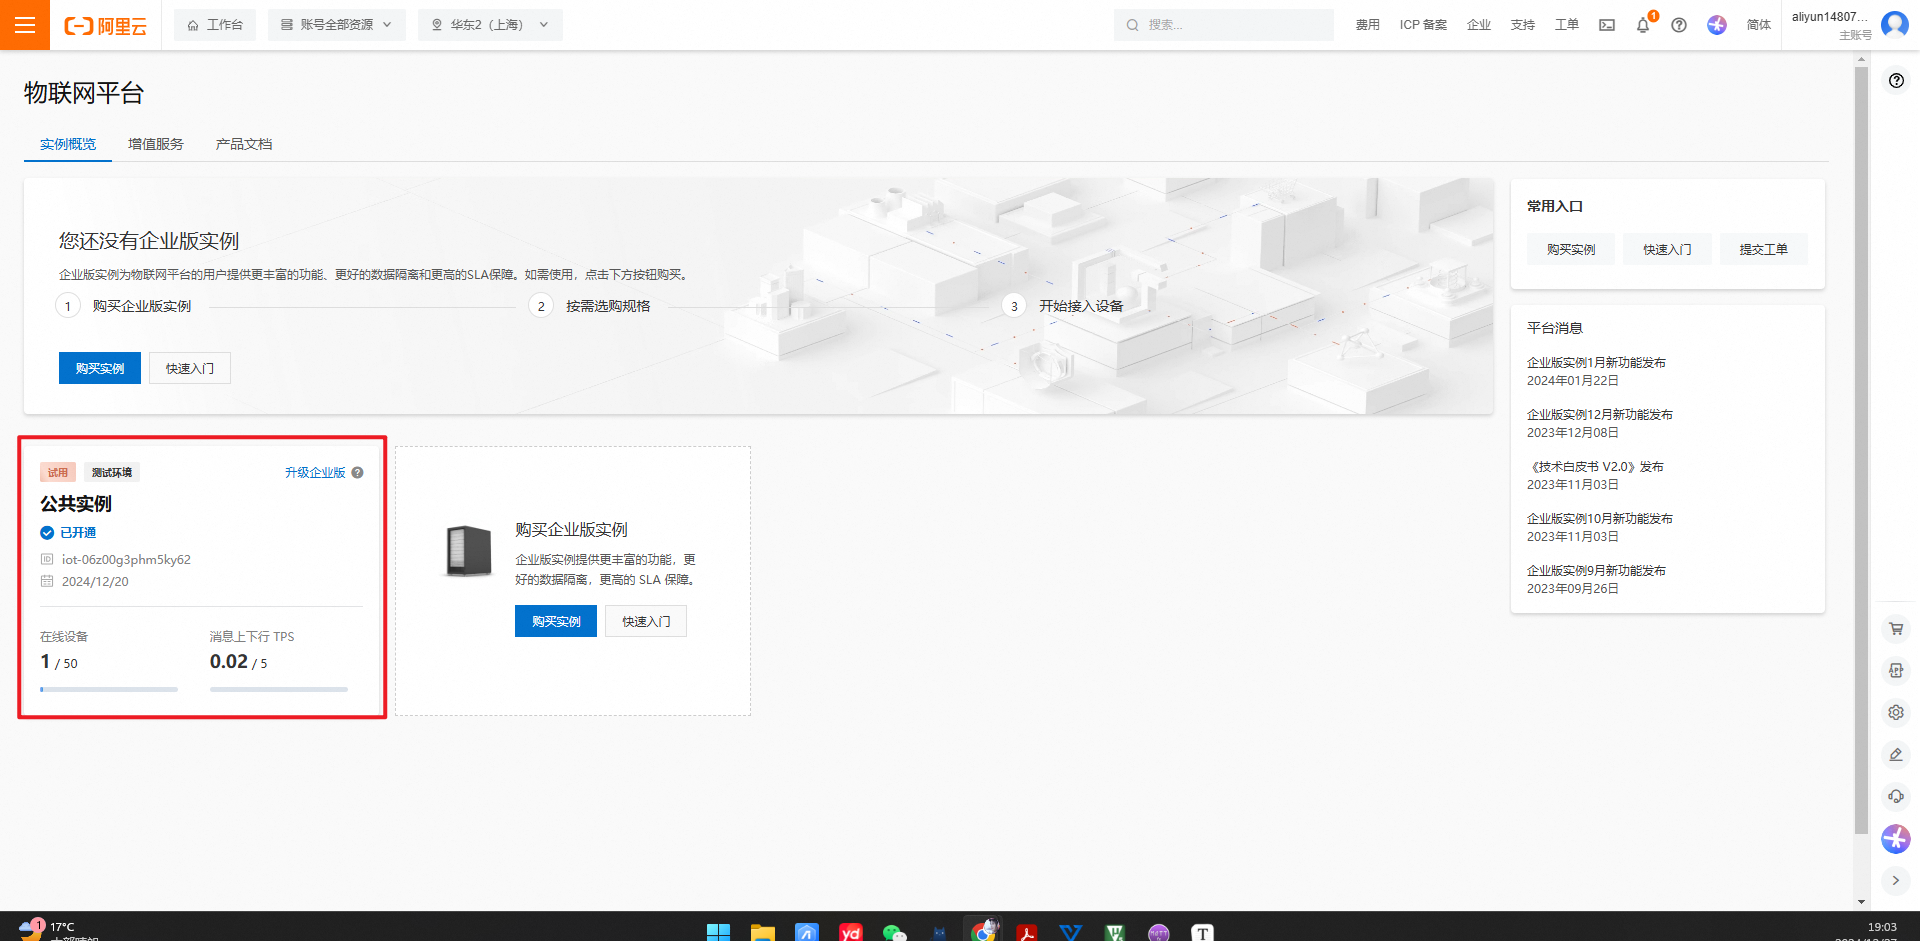 阿里云
工作台
账号全部资源
华东2（上海）
搜索...
费用
ICP 备案
企业
支持
工单
1
简体
aliyun14807...
主账号
物联网平台
实例概览
增值服务
产品文档
您还没有企业版实例
企业版实例为物联网平台的用户提供更丰富的功能、更好的数据隔离和更高的SLA保障。如需使用，点击下方按钮购买。
1 购买企业版实例
2 按需选购规格
3 开始接入设备
购买实例
快速入门
常用入口
购买实例
快速入门
提交工单
平台消息
企业版实例1月新功能发布
2024年01月22日
企业版实例12月新功能发布
2023年12月08日
《技术白皮书 V2.0》发布
2023年11月03日
企业版实例10月新功能发布
2023年11月03日
企业版实例9月新功能发布
2023年09月26日
试用
测试环境
升级企业版
公共实例
已开通
ID iot-06z00g3phm5ky62
2024/12/20
在线设备
1 / 50
消息上下行 TPS
0.02 / 5
购买企业版实例
企业版实例提供更丰富的功能，更
好的数据隔离，更高的 SLA 保障。
购买实例
快速入门
1
17°C
yd
T
19:03